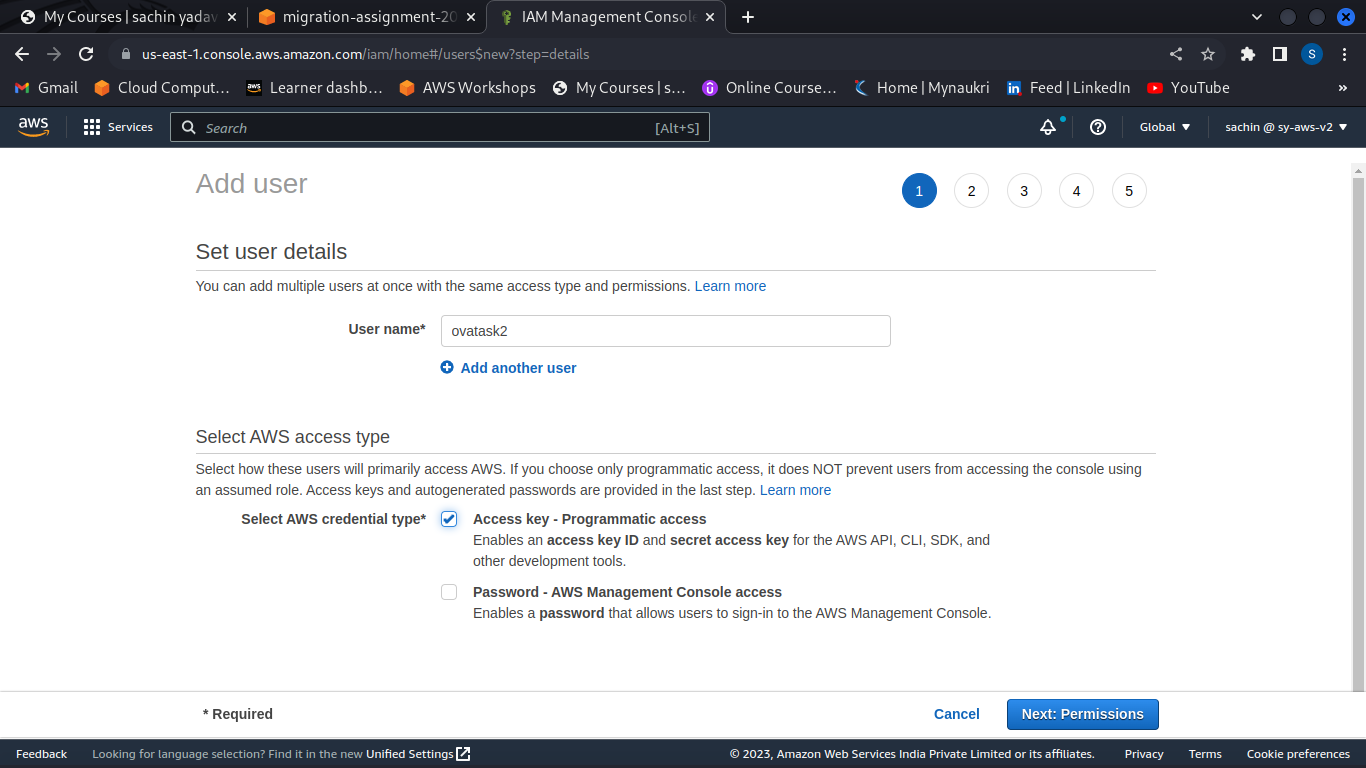 My Courses | sachin yadav
migration-assignment-20
IAM Management Console
us-east-1.console.aws.amazon.com/iam/home#/users$new?step=details
S
Gmail
Cloud Comput…
Learner dashb…
AWS Workshops
My Courses | s…
Online Course…
Home | Mynaukri
Feed | LinkedIn
YouTube
»
aws
Services
Search
[Alt+S]
Global
sachin @ sy-aws-v2
Add user
1
2
3
4
5
Set user details
You can add multiple users at once with the same access type and permissions. Learn more
User name*
ovatask2
Add another user
Select AWS access type
Select how these users will primarily access AWS. If you choose only programmatic access, it does NOT prevent users from accessing the console using
an assumed role. Access keys and autogenerated passwords are provided in the last step. Learn more
Select AWS credential type*
Access key - Programmatic access
Enables an access key ID and secret access key for the AWS API, CLI, SDK, and
other development tools.
Password - AWS Management Console access
Enables a password that allows users to sign-in to the AWS Management Console.
* Required
Cancel
Next: Permissions
Feedback
Looking for language selection? Find it in the new Unified Settings
© 2023, Amazon Web Services India Private Limited or its affiliates.
Privacy
Terms
Cookie preferences